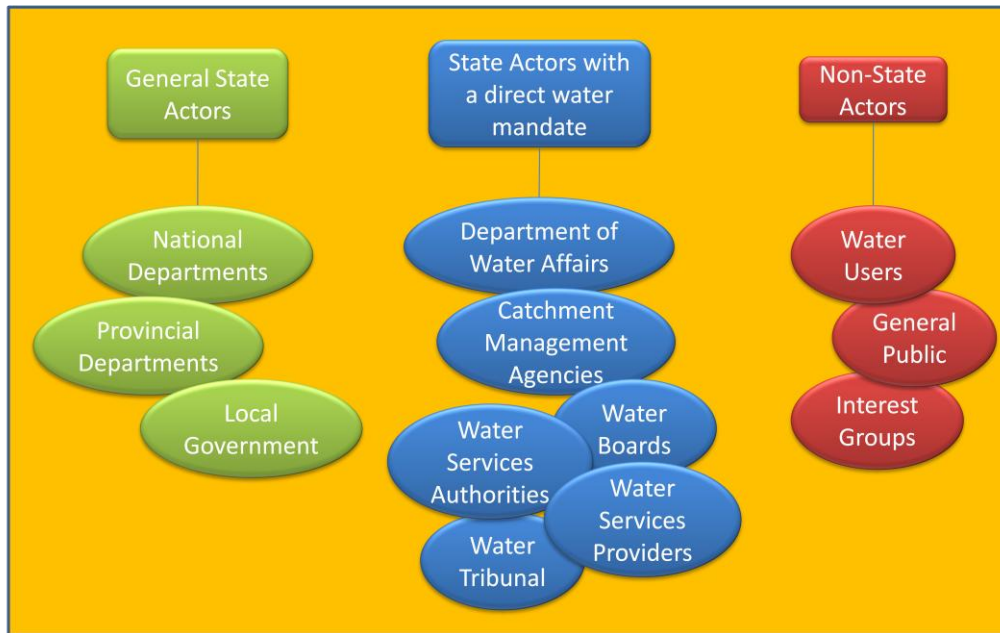 General State
Actors
State Actors with
a direct water
mandate
Non-State
Actors
National
Departments
Provincial
Departments
Local
Government
Department of
Water Affairs
Catchment
Management
Agencies
Water
Boards
Water
Services
Authorities
Water
Services
Providers
Water
Tribunal
Water
Users
General
Public
Interest
Groups